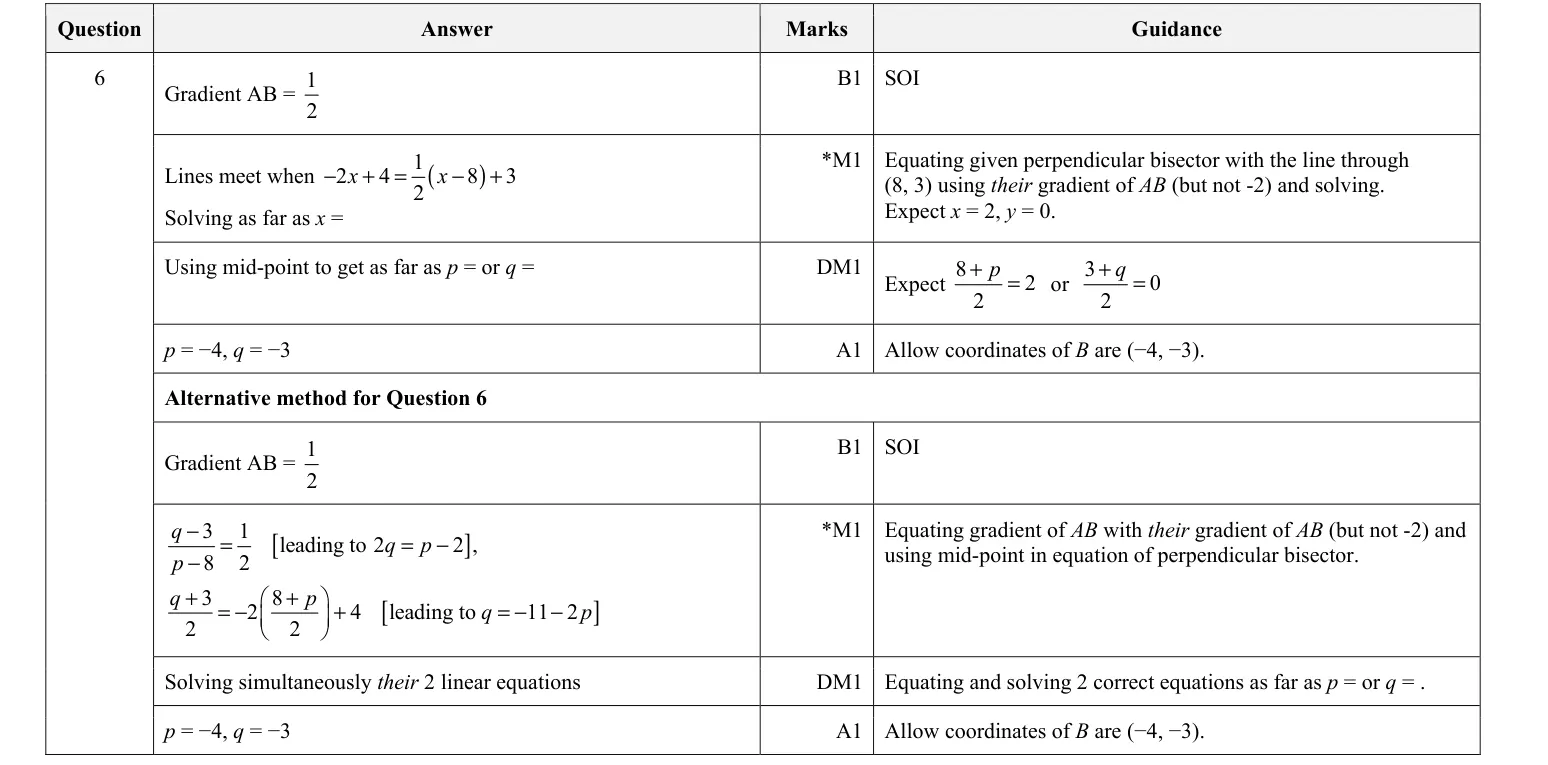 Question Answer Marks Guidance
6 Gradient AB = 1/2 B1 SOI
Lines meet when −2x + 4 = 1/2 (x − 8) + 3 *M1 Equating given perpendicular bisector with the line through
(8, 3) using their gradient of AB (but not -2) and solving.
Solving as far as x = Expect x = 2, y = 0.
Using mid-point to get as far as p = or q = DM1 Expect (8 + p)/2 = 2 or (3 + q)/2 = 0
p = −4, q = −3 A1 Allow coordinates of B are (−4, −3).
Alternative method for Question 6
Gradient AB = 1/2 B1 SOI
(q − 3)/(p − 8) = 1/2 [leading to 2q = p − 2], *M1 Equating gradient of AB with their gradient of AB (but not -2) and
using mid-point in equation of perpendicular bisector.
(q + 3)/2 = −2((8 + p)/2) + 4 [leading to q = −11 − 2p]
Solving simultaneously their 2 linear equations DM1 Equating and solving 2 correct equations as far as p = or q = .
p = −4, q = −3 A1 Allow coordinates of B are (−4, −3).